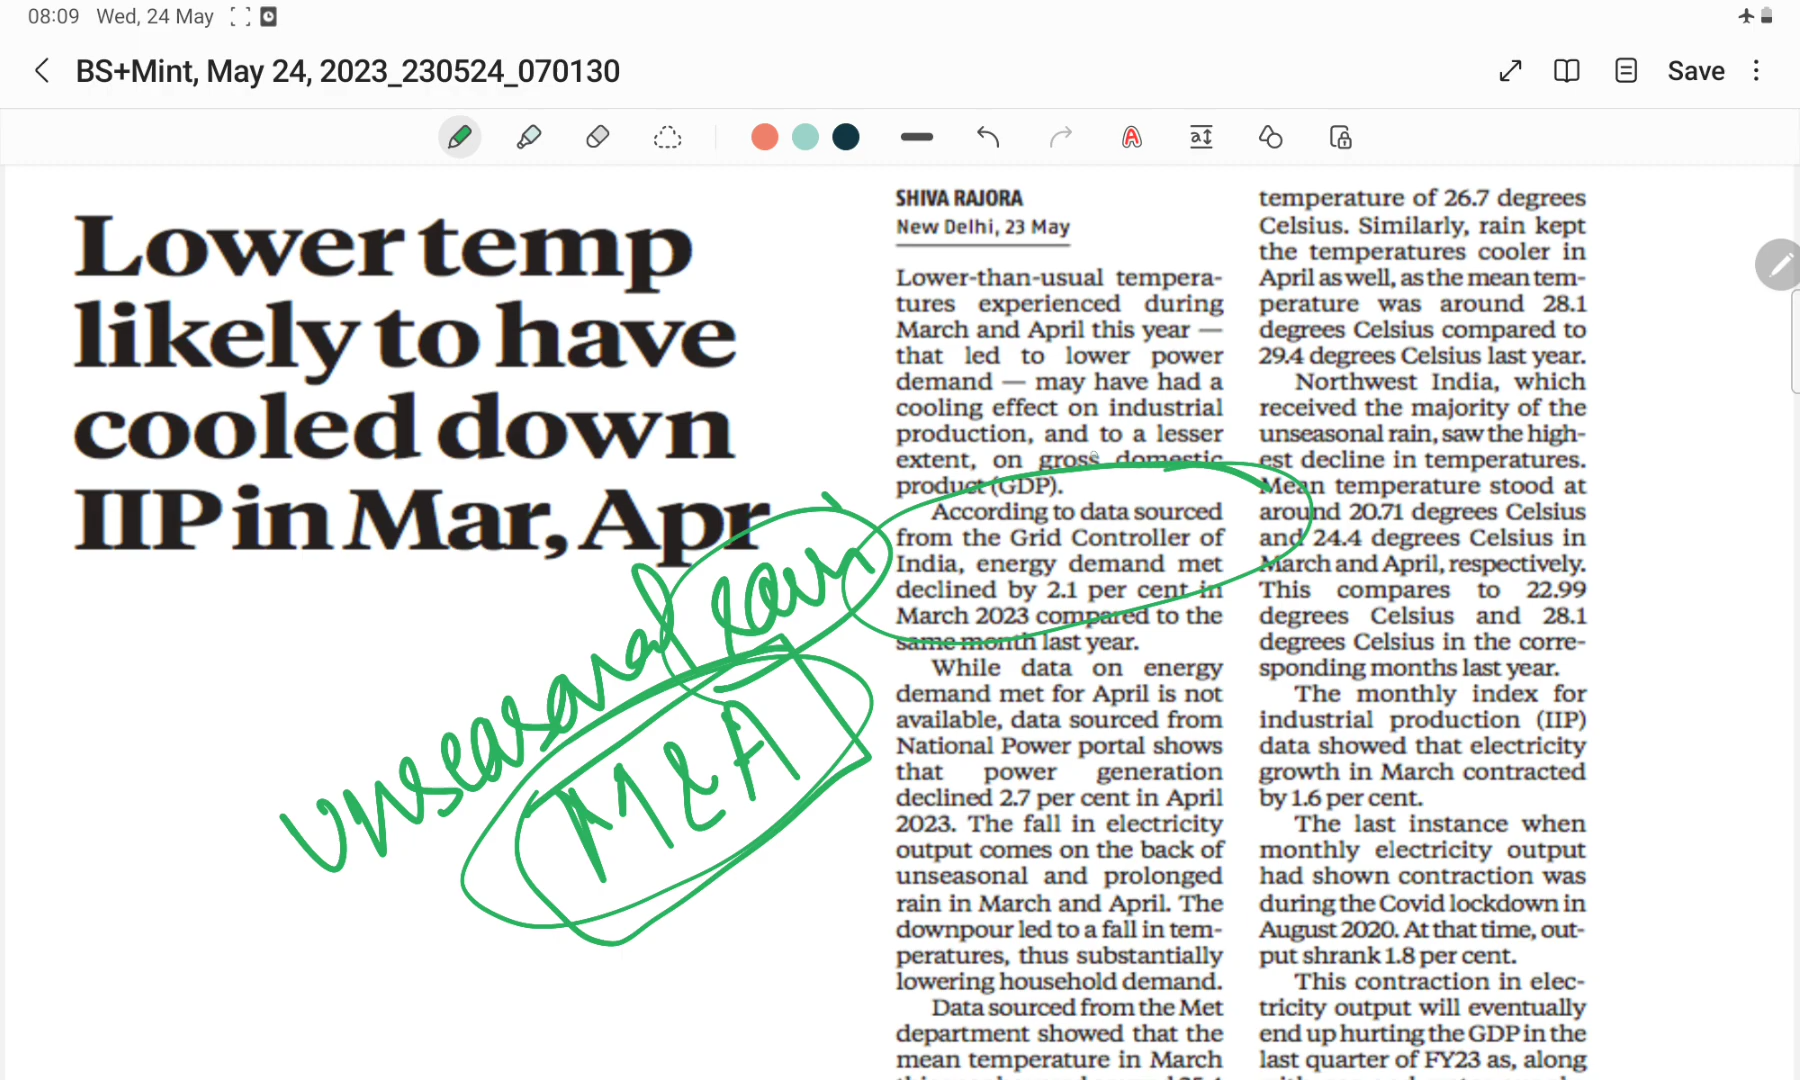 08:09 Wed, 24 May
BS+Mint, May 24, 2023_230524_070130
Save
A
a
Lower temp
likely to have
cooled down
IIP in Mar, Apr
unseasonal rain
M & A
SHIVA RAJORA
New Delhi, 23 May
Lower-than-usual tempera-
tures experienced during
March and April this year —
that led to lower power
demand — may have had a
cooling effect on industrial
production, and to a lesser
extent, on gross domestic
product (GDP).
According to data sourced
from the Grid Controller of
India, energy demand met
declined by 2.1 per cent in
March 2023 compared to the
same month last year.
While data on energy
demand met for April is not
available, data sourced from
National Power portal shows
that power generation
declined 2.7 per cent in April
2023. The fall in electricity
output comes on the back of
unseasonal and prolonged
rain in March and April. The
downpour led to a fall in tem-
peratures, thus substantially
lowering household demand.
Data sourced from the Met
department showed that the
mean temperature in March
temperature of 26.7 degrees
Celsius. Similarly, rain kept
the temperatures cooler in
April as well, as the mean tem-
perature was around 28.1
degrees Celsius compared to
29.4 degrees Celsius last year.
Northwest India, which
received the majority of the
unseasonal rain, saw the high-
est decline in temperatures.
Mean temperature stood at
around 20.71 degrees Celsius
and 24.4 degrees Celsius in
March and April, respectively.
This compares to 22.99
degrees Celsius and 28.1
degrees Celsius in the corre-
sponding months last year.
The monthly index for
industrial production (IIP)
data showed that electricity
growth in March contracted
by 1.6 per cent.
The last instance when
monthly electricity output
had shown contraction was
during the Covid lockdown in
August 2020. At that time, out-
put shrank 1.8 per cent.
This contraction in elec-
tricity output will eventually
end up hurting the GDP in the
last quarter of FY23 as, along